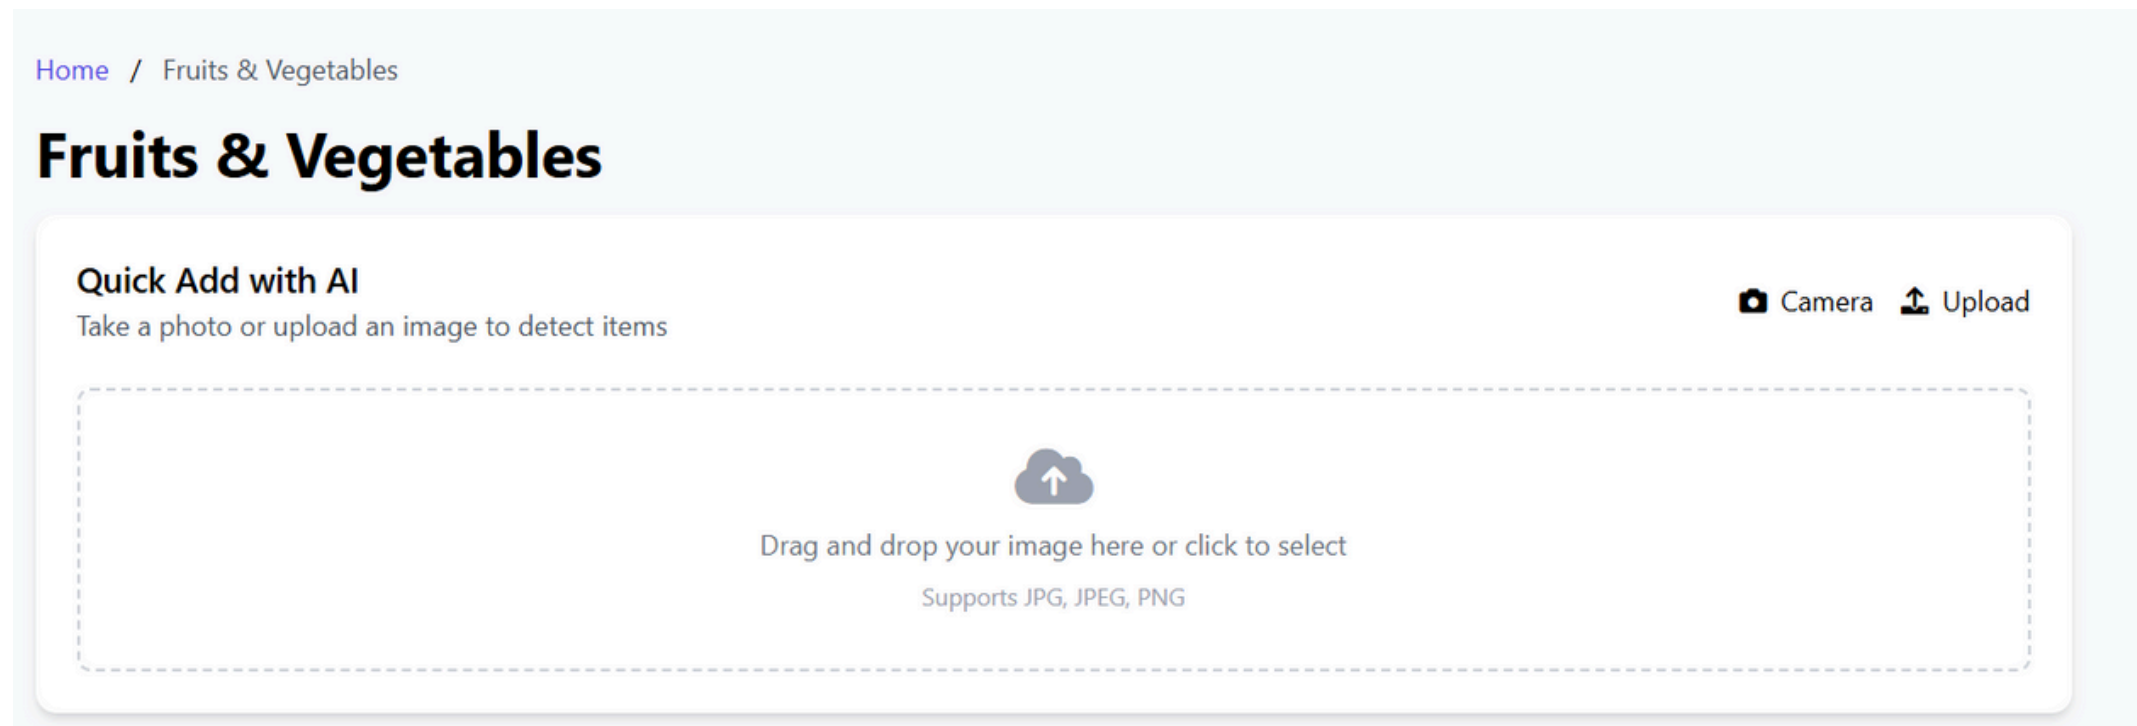 Home / Fruits & Vegetables
Fruits & Vegetables
Quick Add with AI
Take a photo or upload an image to detect items
Camera Upload
Drag and drop your image here or click to select
Supports JPG, JPEG, PNG